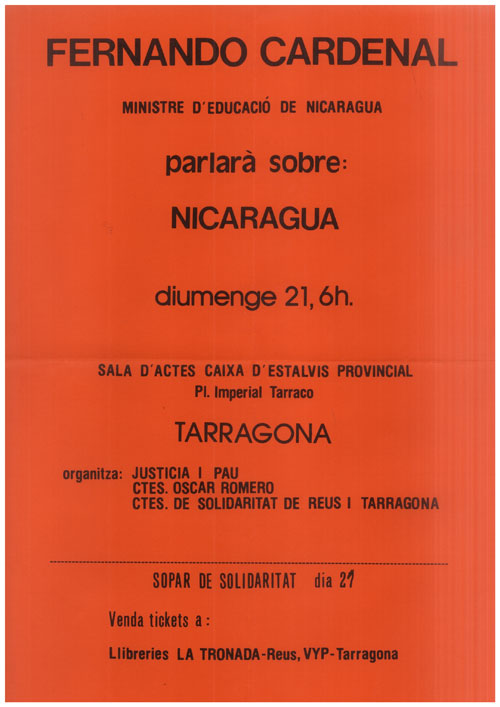 FERNANDO CARDENAL
MINISTRE D'EDUCACIÓ DE NICARAGUA
parlarà sobre:
NICARAGUA
diumenge 21, 6h.
SALA D'ACTES CAIXA D'ESTALVIS PROVINCIAL
Pl. Imperial Tarraco
TARRAGONA
organitza: JUSTICIA I PAU
CTES. OSCAR ROMERO
CTES. DE SOLIDARITAT DE REUS I TARRAGONA
SOPAR DE SOLIDARITAT dia 21
Venda tickets a:
Llibreries LA TRONADA-Reus, VYP-Tarragona